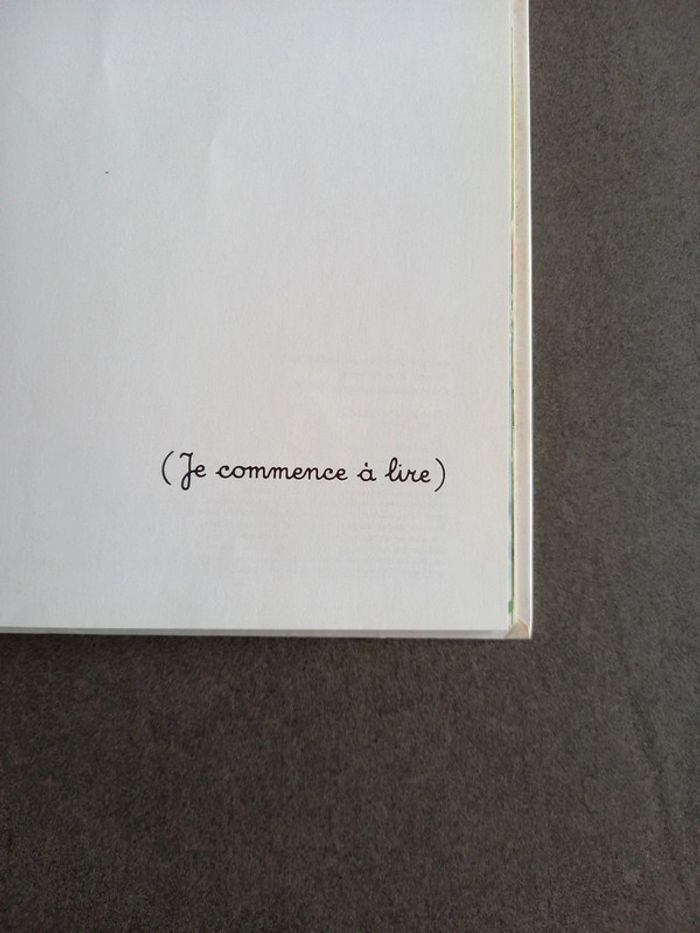 (Je commence à lire)